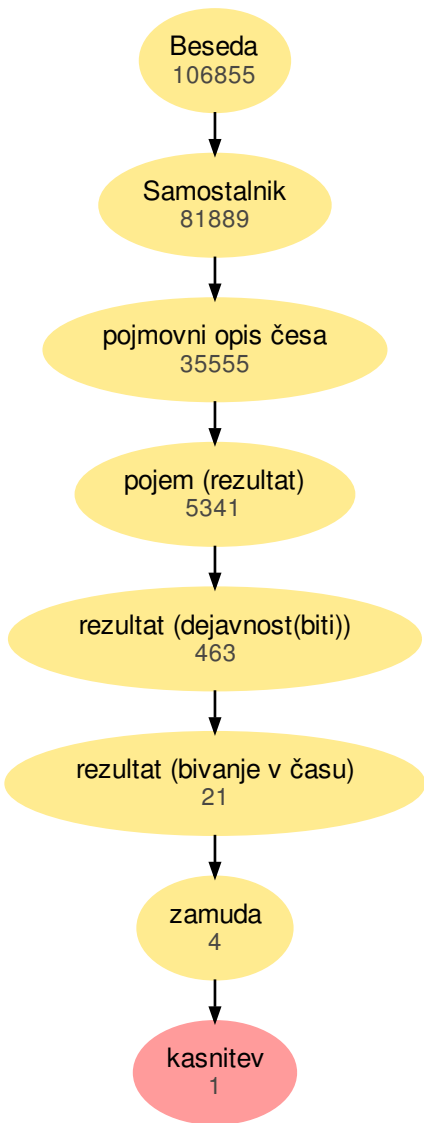 Beseda
106855
Samostalnik
81889
pojmovni opis česa
35555
pojem (rezultat)
5341
rezultat (dejavnost(biti))
463
rezultat (bivanje v času)
21
zamuda
4
kasnitev
1